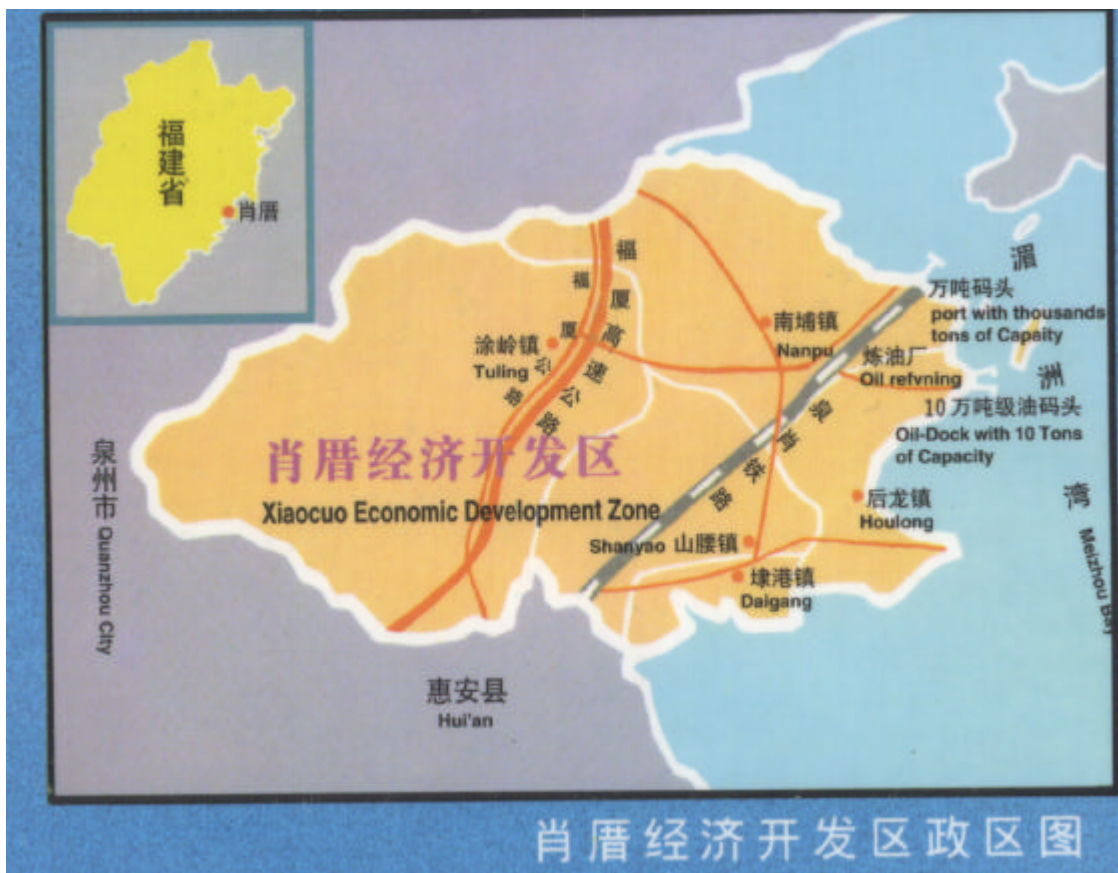 福建省
肖厝
湄洲湾
Meizhou Bay
万吨码头
port with thousands
tons of Capaity
南埔镇
Nanpu
炼油厂
Oil refvning
10万吨级油码头
Oil-Dock with 10 Tons
of Capacity
福厦高速公路
福厦公路
涂岭镇
Tuling
泉肖铁路
肖厝经济开发区
Xiaocuo Economic Development Zone
泉州市 Quanzhou City
后龙镇
Houlong
Shanyao 山腰镇
埭港镇
Daigang
惠安县
Hui'an
肖厝经济开发区政区图